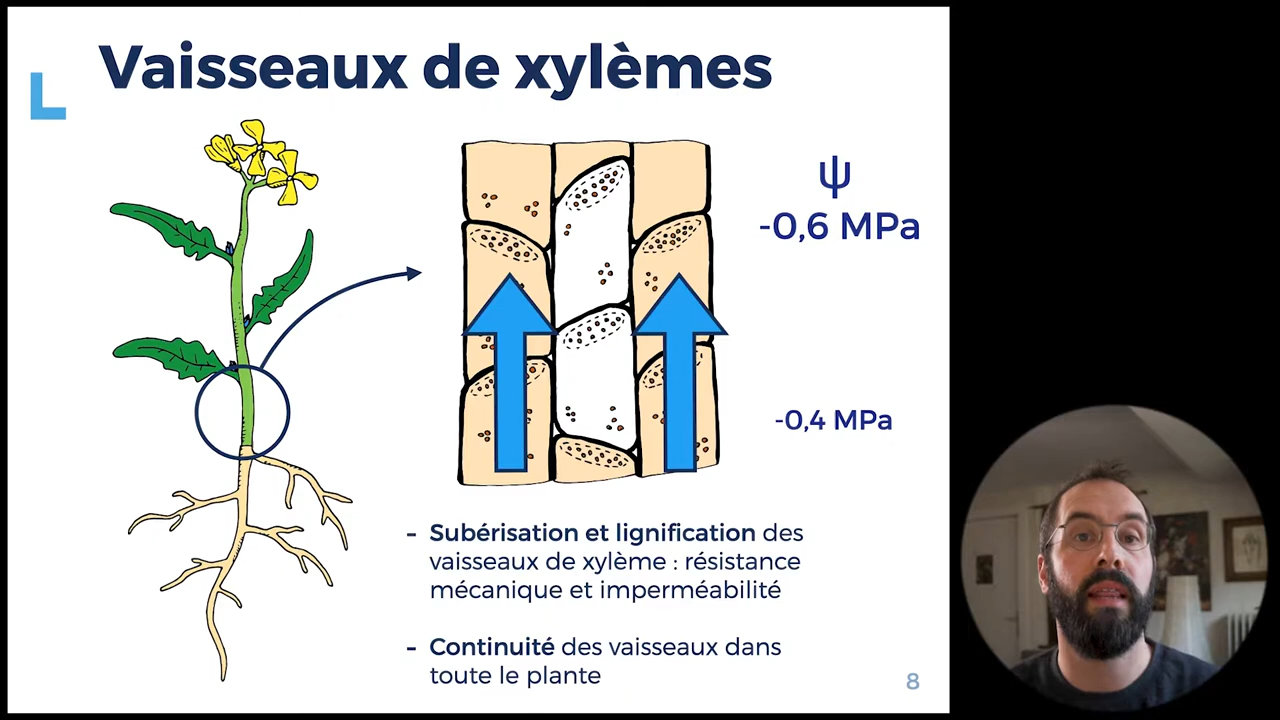 Vaisseaux de xylèmes
ψ
-0,6 MPa
-0,4 MPa
- Subérisation et lignification des
vaisseaux de xylème : résistance
mécanique et imperméabilité
- Continuité des vaisseaux dans
toute le plante
8